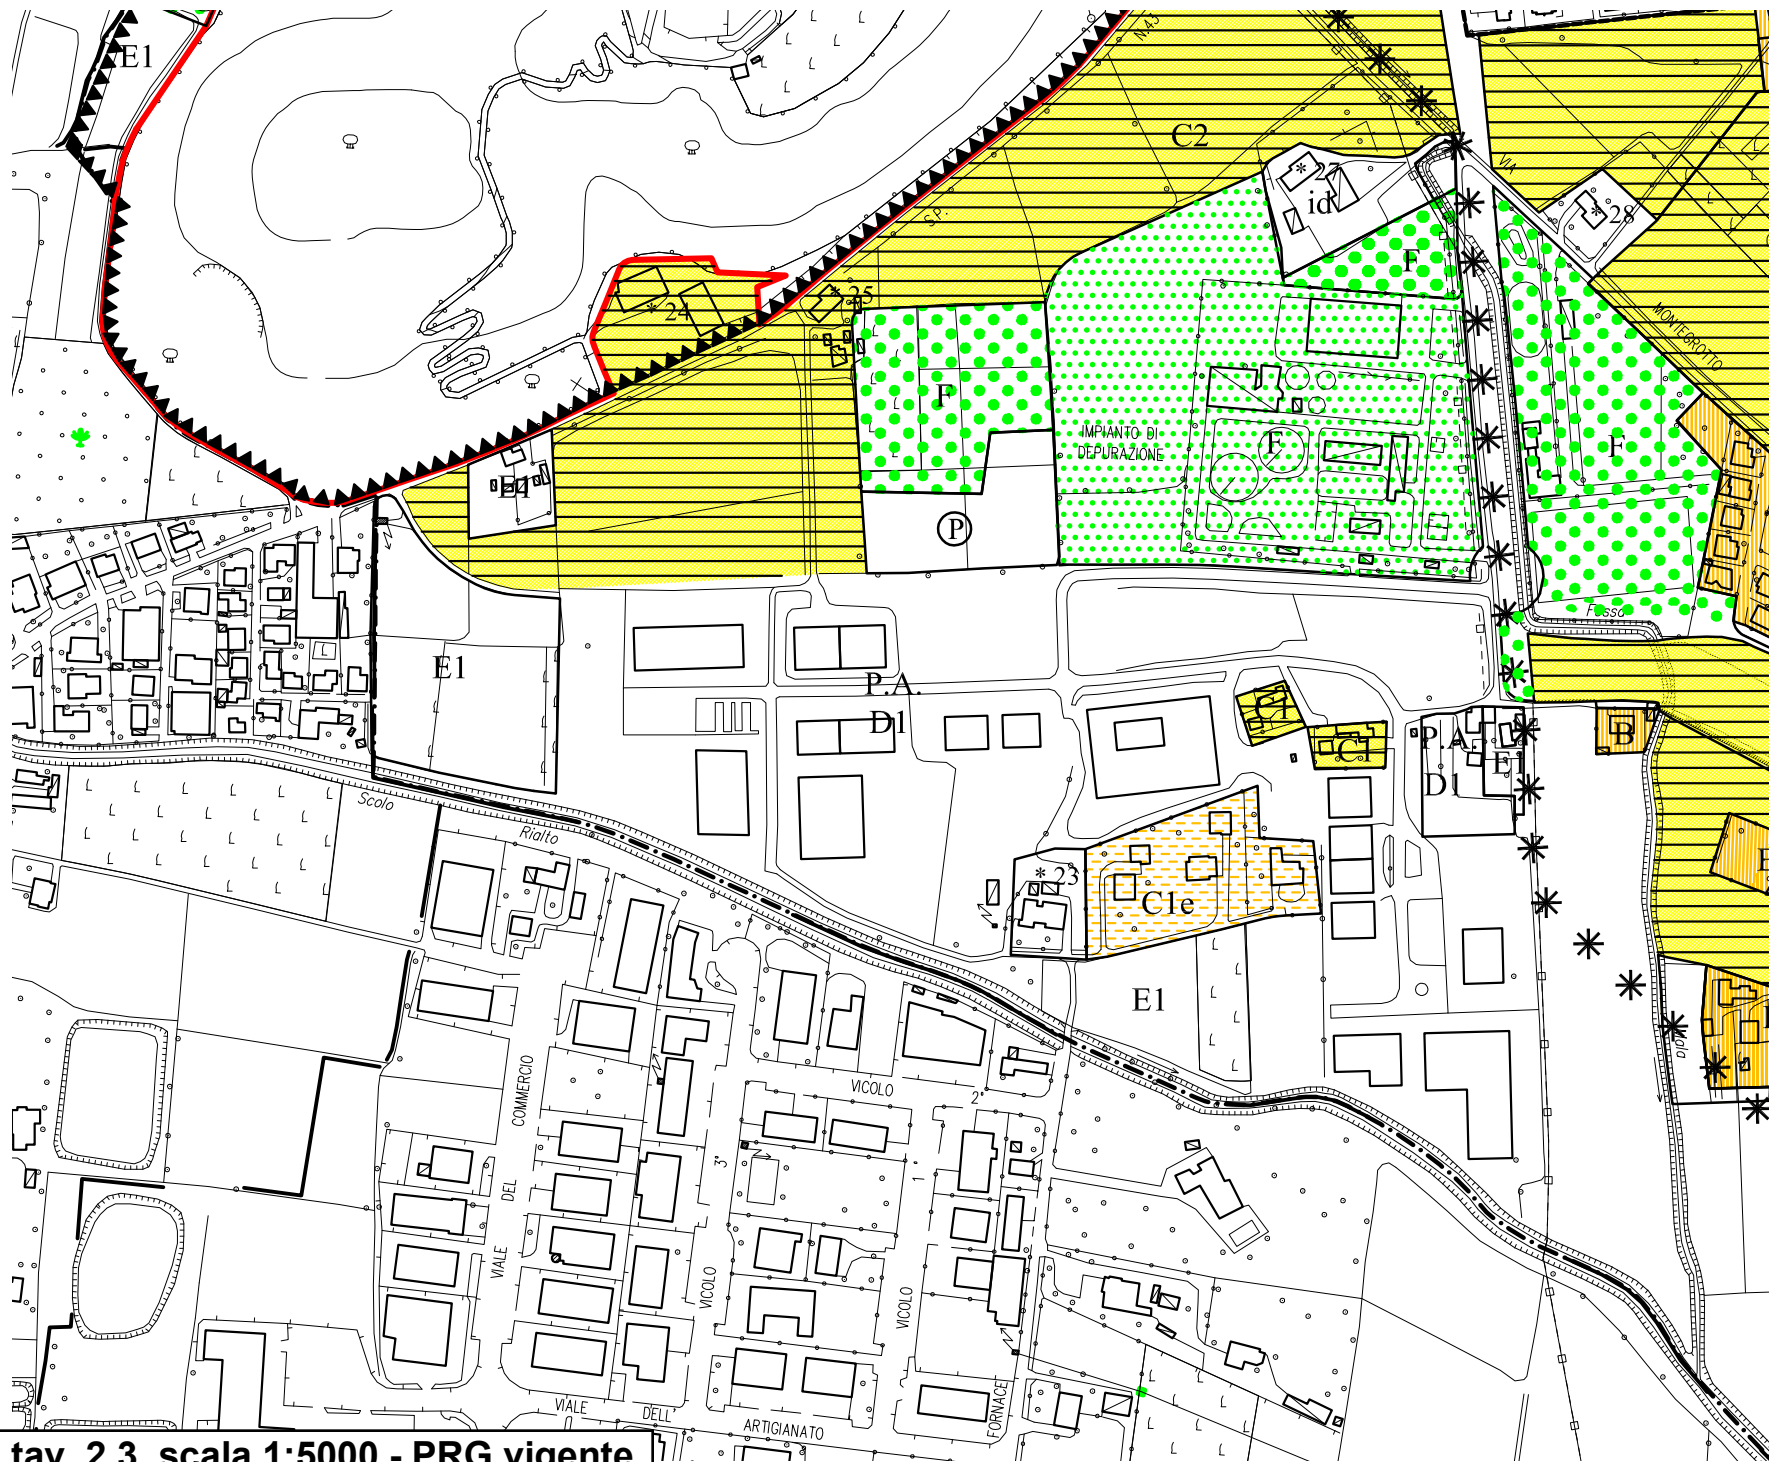 N.43
E1
C2
VIA
* 27
id
* 28
S.P.
F
* 25
* 24
MONTEGROTTO
F
IMPIANTO DI
DEPURAZIONE
F
F
E1
P
Fosso
E1
P.A.
D1
C1
C1
P.A.
D1
E1
B
Scolo
Rialto
* 23
C1e
E1
COMMERCIO
DEL
VIALE
VICOLO
2°
3°
VICOLO
1°
VICOLO
FORNACE
VIALE
DELL'
ARTIGIANATO
tav. 2.3 scala 1:5000 - PRG vigente